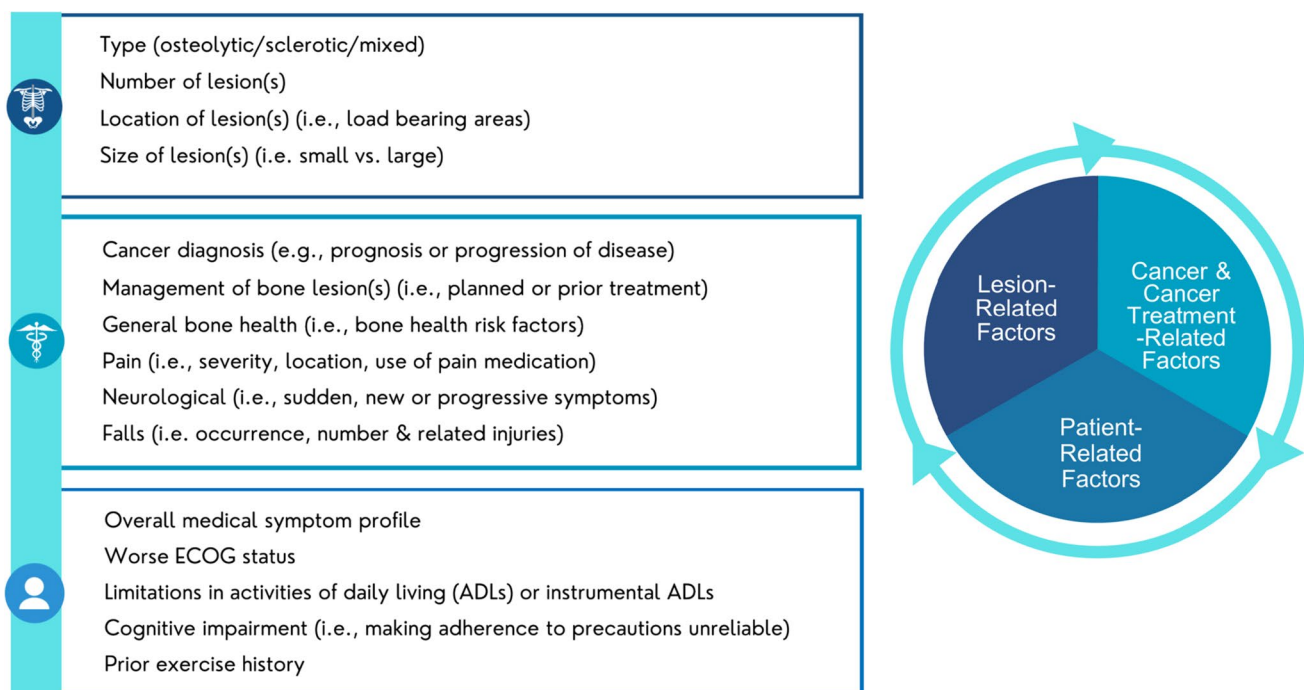 Type (osteolytic/sclerotic/mixed)
Number of lesion(s)
Location of lesion(s) (i.e., load bearing areas)
Size of lesion(s) (i.e. small vs. large)
Cancer diagnosis (e.g., prognosis or progression of disease)
Management of bone lesion(s) (i.e., planned or prior treatment)
General bone health (i.e., bone health risk factors)
Pain (i.e., severity, location, use of pain medication)
Neurological (i.e., sudden, new or progressive symptoms)
Falls (i.e. occurrence, number & related injuries)
Overall medical symptom profile
Worse ECOG status
Limitations in activities of daily living (ADLs) or instrumental ADLs
Cognitive impairment (i.e., making adherence to precautions unreliable)
Prior exercise history
Lesion-
Related
Factors
Cancer &
Cancer
Treatment
-Related
Factors
Patient-
Related
Factors